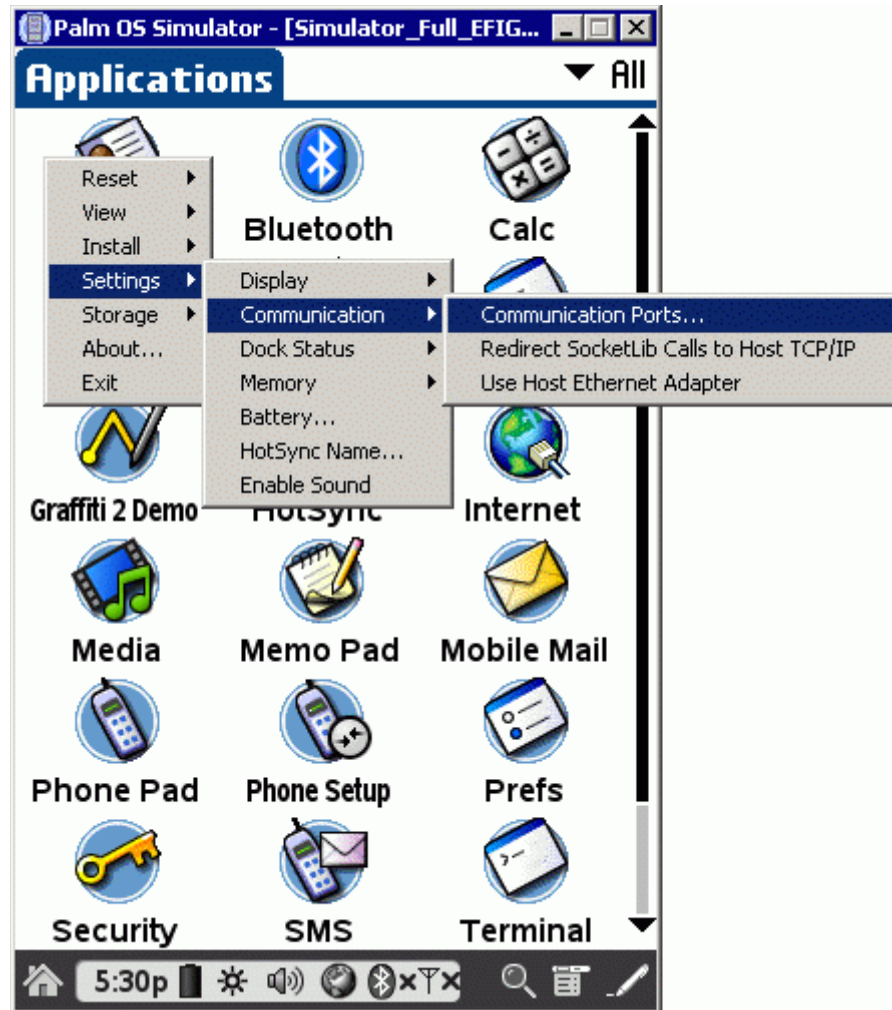 Palm OS Simulator - [Simulator_Full_EFIG...
Applications
All
Bluetooth
Calc
Reset
View
Install
Settings
Storage
About...
Exit
Display
Communication
Dock Status
Memory
Battery...
HotSync Name...
Enable Sound
Communication Ports...
Redirect SocketLib Calls to Host TCP/IP
Use Host Ethernet Adapter
Graffiti 2 Demo
HotSync
Internet
Media
Memo Pad
Mobile Mail
Phone Pad
Phone Setup
Prefs
Security
SMS
Terminal
5:30p